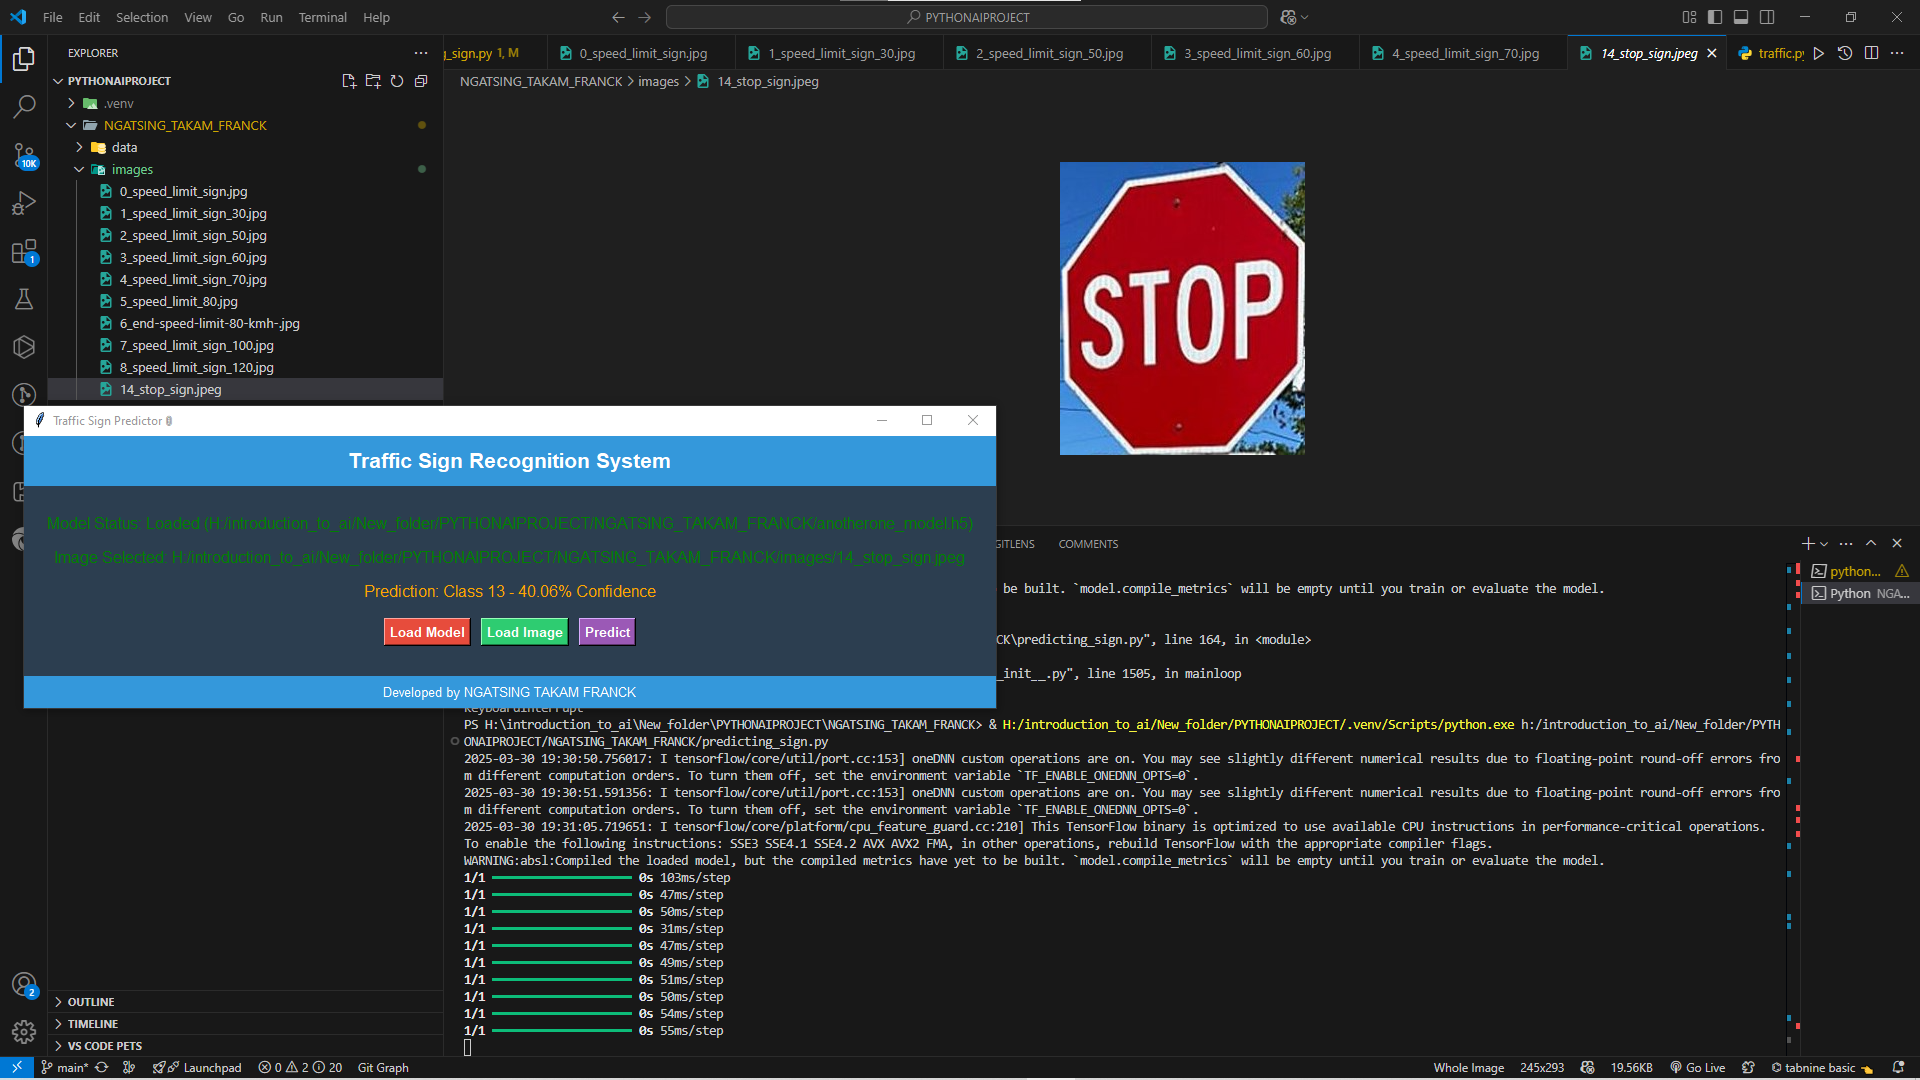 File Edit Selection View Go Run Terminal Help
PYTHONAIPROJECT
EXPLORER
PYTHONAIPROJECT
.venv
NGATSING_TAKAM_FRANCK
data
images
0_speed_limit_sign.jpg
1_speed_limit_sign_30.jpg
2_speed_limit_sign_50.jpg
3_speed_limit_sign_60.jpg
4_speed_limit_sign_70.jpg
5_speed_limit_80.jpg
6_end-speed-limit-80-kmh-.jpg
7_speed_limit_sign_100.jpg
8_speed_limit_sign_120.jpg
14_stop_sign.jpeg
10K
1
2
g_sign.py 1, M
0_speed_limit_sign.jpg
1_speed_limit_sign_30.jpg
2_speed_limit_sign_50.jpg
3_speed_limit_sign_60.jpg
4_speed_limit_sign_70.jpg
14_stop_sign.jpeg
traffic.py
NGATSING_TAKAM_FRANCK > images > 14_stop_sign.jpeg
STOP
Traffic Sign Predictor
Traffic Sign Recognition System
Model Status: Loaded (H:/introduction_to_ai/New_folder/PYTHONAIPROJECT/NGATSING_TAKAM_FRANCK/anotherone_model.h5)
Image Selected: H:/introduction_to_ai/New_folder/PYTHONAIPROJECT/NGATSING_TAKAM_FRANCK/images/14_stop_sign.jpeg
Prediction: Class 13 - 40.06% Confidence
Load Model Load Image Predict
Developed by NGATSING TAKAM FRANCK
GITLENS COMMENTS
python...
Python NGA...
be built. `model.compile_metrics` will be empty until you train or evaluate the model.
CK\predicting_sign.py", line 164, in <module>
_init__.py", line 1505, in mainloop
KeyboardInterrupt
PS H:\introduction_to_ai\New_folder\PYTHONAIPROJECT\NGATSING_TAKAM_FRANCK> & H:/introduction_to_ai/New_folder/PYTHONAIPROJECT/.venv/Scripts/python.exe h:/introduction_to_ai/New_folder/PYTH
ONAIPROJECT/NGATSING_TAKAM_FRANCK/predicting_sign.py
2025-03-30 19:30:50.756017: I tensorflow/core/util/port.cc:153] oneDNN custom operations are on. You may see slightly different numerical results due to floating-point round-off errors fro
m different computation orders. To turn them off, set the environment variable `TF_ENABLE_ONEDNN_OPTS=0`.
2025-03-30 19:30:51.591356: I tensorflow/core/util/port.cc:153] oneDNN custom operations are on. You may see slightly different numerical results due to floating-point round-off errors fro
m different computation orders. To turn them off, set the environment variable `TF_ENABLE_ONEDNN_OPTS=0`.
2025-03-30 19:31:05.719651: I tensorflow/core/platform/cpu_feature_guard.cc:210] This TensorFlow binary is optimized to use available CPU instructions in performance-critical operations.
To enable the following instructions: SSE3 SSE4.1 SSE4.2 AVX AVX2 FMA, in other operations, rebuild TensorFlow with the appropriate compiler flags.
WARNING:absl:Compiled the loaded model, but the compiled metrics have yet to be built. `model.compile_metrics` will be empty until you train or evaluate the model.
1/1 0s 103ms/step
1/1 0s 47ms/step
1/1 0s 50ms/step
1/1 0s 31ms/step
1/1 0s 47ms/step
1/1 0s 49ms/step
1/1 0s 51ms/step
1/1 0s 50ms/step
1/1 0s 54ms/step
1/1 0s 55ms/step
OUTLINE
TIMELINE
VS CODE PETS
main* Launchpad 0 2 20 Git Graph
Whole Image 245x293 19.56KB Go Live tabnine basic